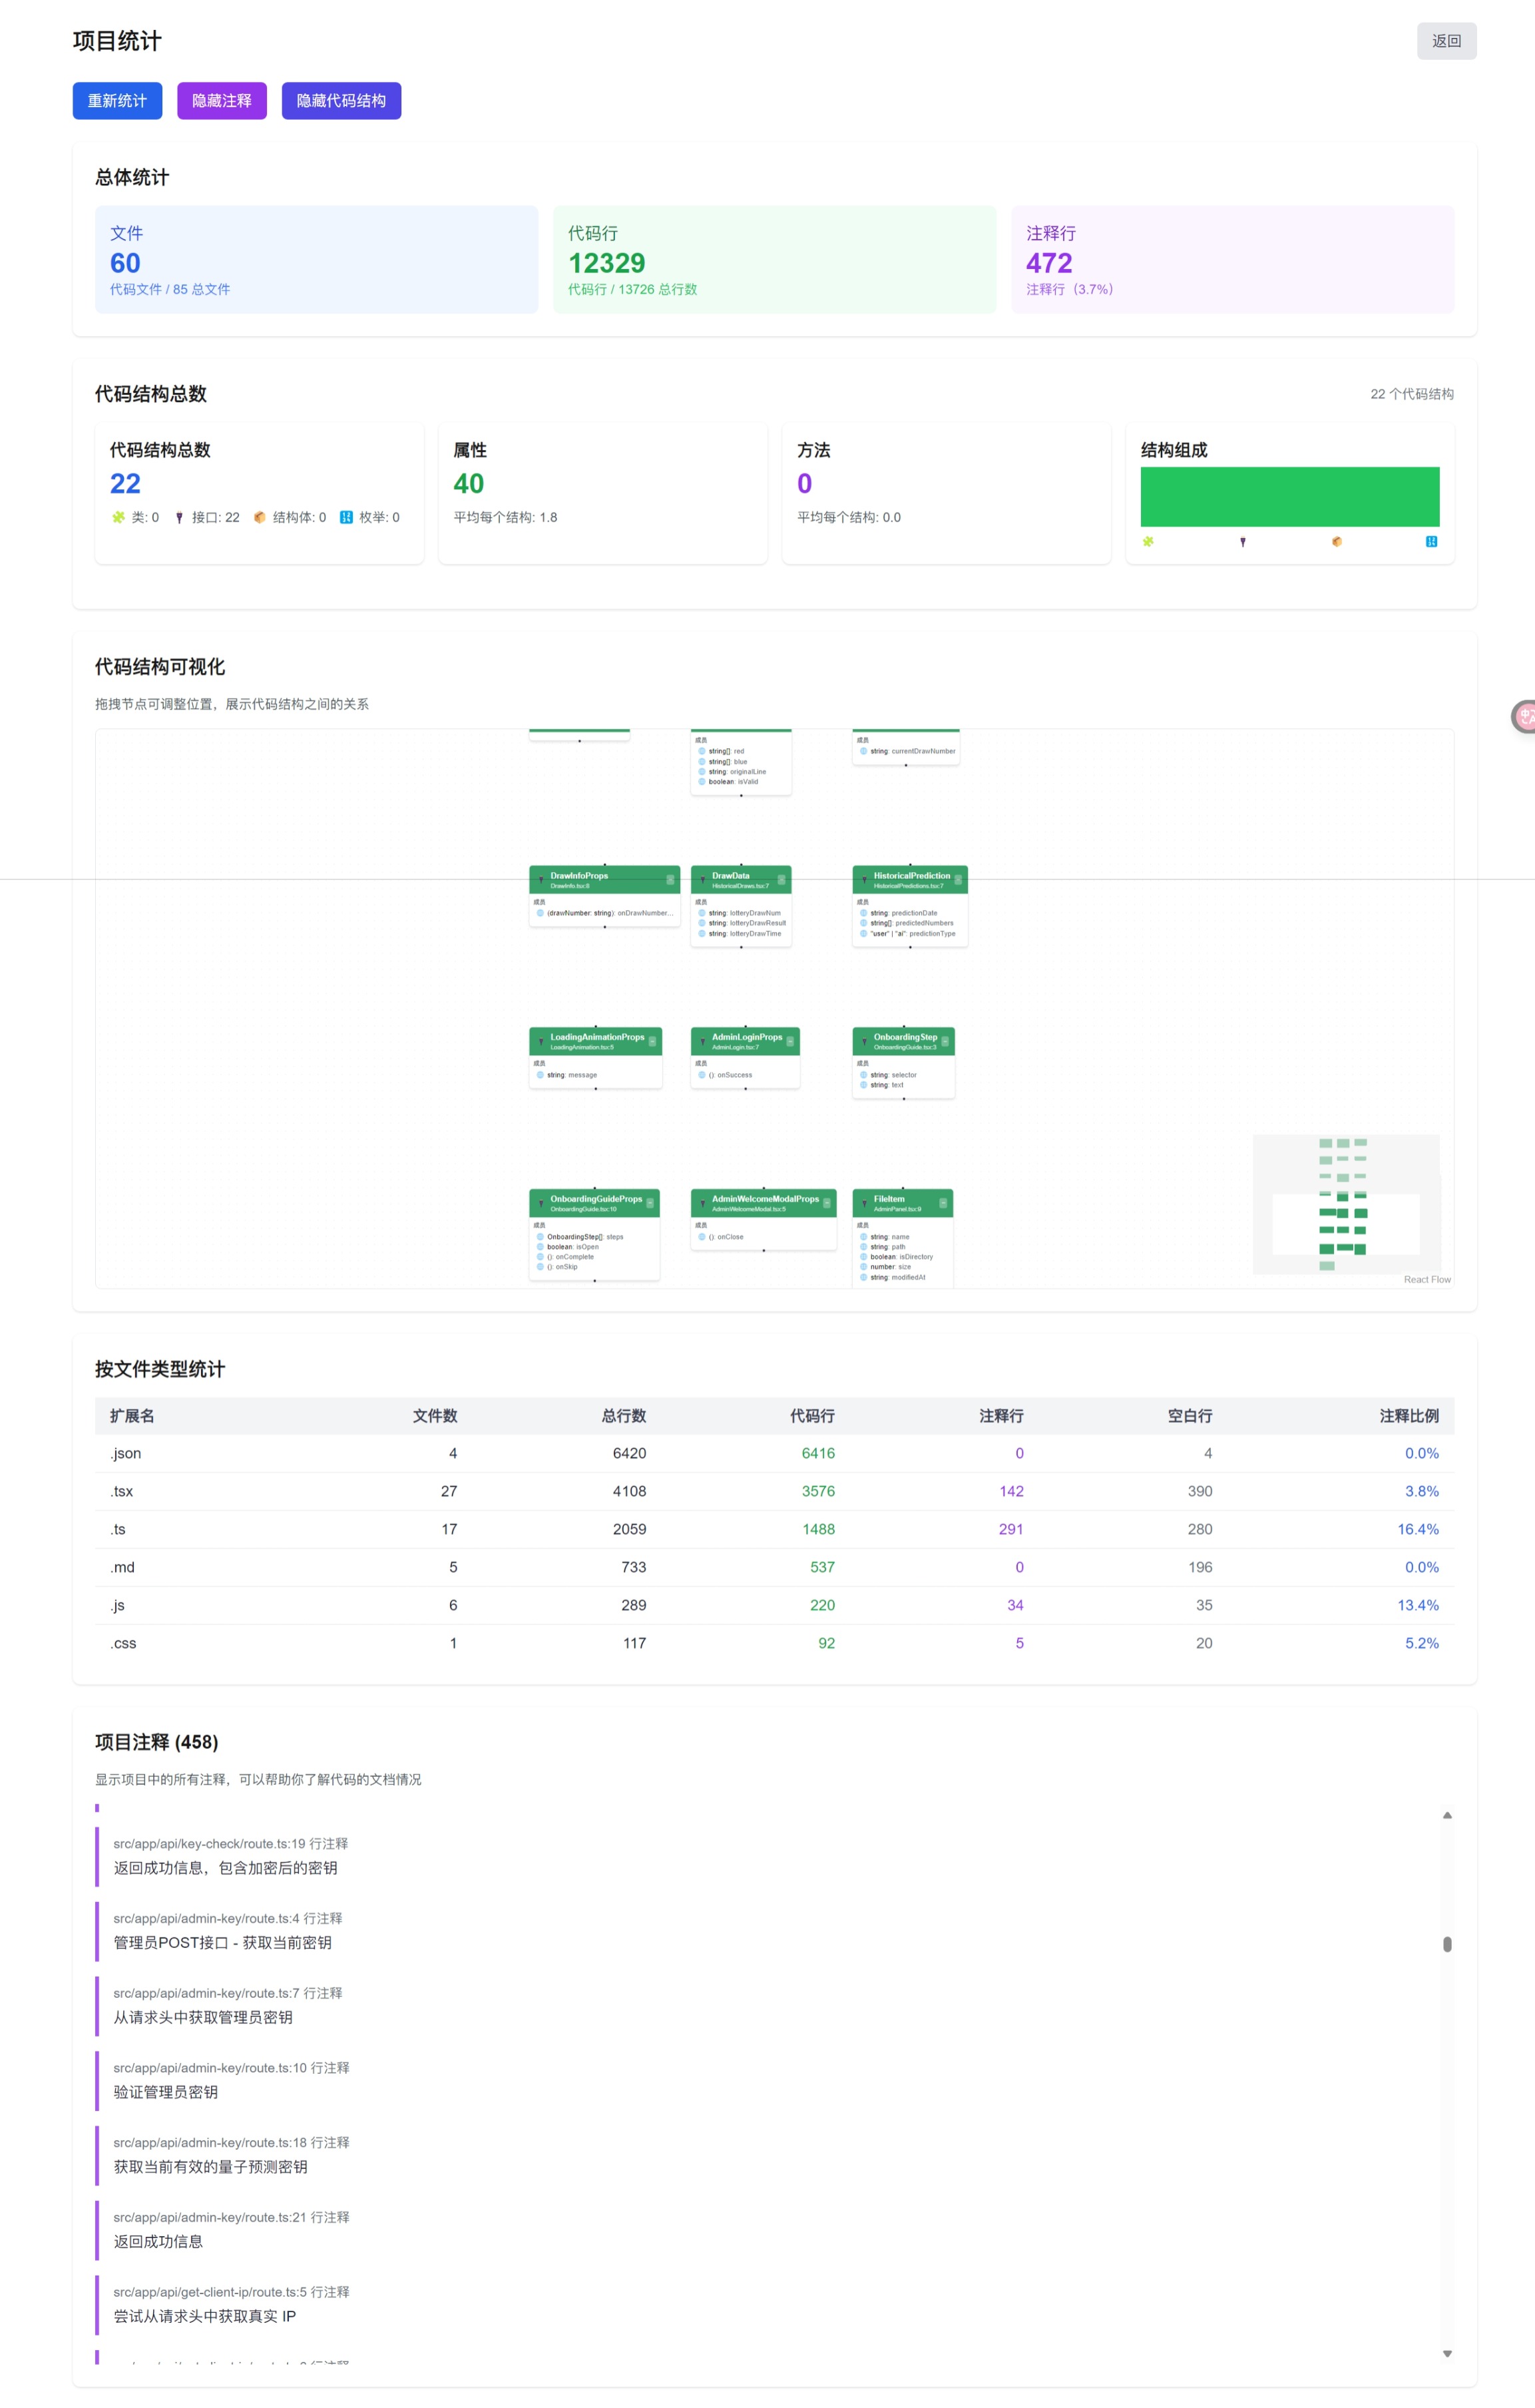 项目统计
返回
重新统计 隐藏注释 隐藏代码结构
总体统计
文件
60
代码文件 / 85 总文件
代码行
12329
代码行 / 13726 总行数
注释行
472
注释行（3.7%）
代码结构总数
22 个代码结构
代码结构总数
22
类: 0 接口: 22 结构体: 0 枚举: 0
属性
40
平均每个结构: 1.8
方法
0
平均每个结构: 0.0
结构组成
代码结构可视化
拖拽节点可调整位置，展示代码结构之间的关系
成员
string[]: red
string[]: blue
string: originalLine
boolean: isValid
成员
string: currentDrawNumber
DrawInfoProps
DrawInfo.tsx:8
成员
(drawNumber: string): onDrawNumber...
DrawData
HistoricalDraws.tsx:7
成员
string: lotteryDrawNum
string: lotteryDrawResult
string: lotteryDrawTime
HistoricalPrediction
HistoricalPredictions.tsx:7
成员
string: predictionDate
string[]: predictedNumbers
"user" | "ai": predictionType
LoadingAnimationProps
LoadingAnimation.tsx:5
成员
string: message
AdminLoginProps
AdminLogin.tsx:7
成员
(): onSuccess
OnboardingStep
OnboardingGuide.tsx:3
成员
string: selector
string: text
OnboardingGuideProps
OnboardingGuide.tsx:10
成员
OnboardingStep[]: steps
boolean: isOpen
(): onComplete
(): onSkip
AdminWelcomeModalProps
AdminWelcomeModal.tsx:5
成员
(): onClose
FileItem
AdminPanel.tsx:9
成员
string: name
string: path
boolean: isDirectory
number: size
string: modifiedAt
React Flow
按文件类型统计
扩展名 文件数 总行数 代码行 注释行 空白行 注释比例
.json 4 6420 6416 0 4 0.0%
.tsx 27 4108 3576 142 390 3.8%
.ts 17 2059 1488 291 280 16.4%
.md 5 733 537 0 196 0.0%
.js 6 289 220 34 35 13.4%
.css 1 117 92 5 20 5.2%
项目注释 (458)
显示项目中的所有注释，可以帮助你了解代码的文档情况
src/app/api/key-check/route.ts:19 行注释
返回成功信息，包含加密后的密钥
src/app/api/admin-key/route.ts:4 行注释
管理员POST接口 - 获取当前密钥
src/app/api/admin-key/route.ts:7 行注释
从请求头中获取管理员密钥
src/app/api/admin-key/route.ts:10 行注释
验证管理员密钥
src/app/api/admin-key/route.ts:18 行注释
获取当前有效的量子预测密钥
src/app/api/admin-key/route.ts:21 行注释
返回成功信息
src/app/api/get-client-ip/route.ts:5 行注释
尝试从请求头中获取真实 IP